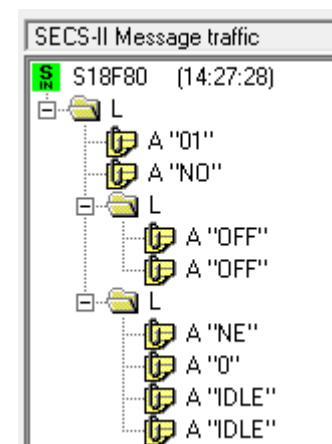 SECS-II Message traffic
S IN S18F80 (14:27:28)
L
A "01"
A "NO"
L
A "OFF"
A "OFF"
L
A "NE"
A "0"
A "IDLE"
A "IDLE"